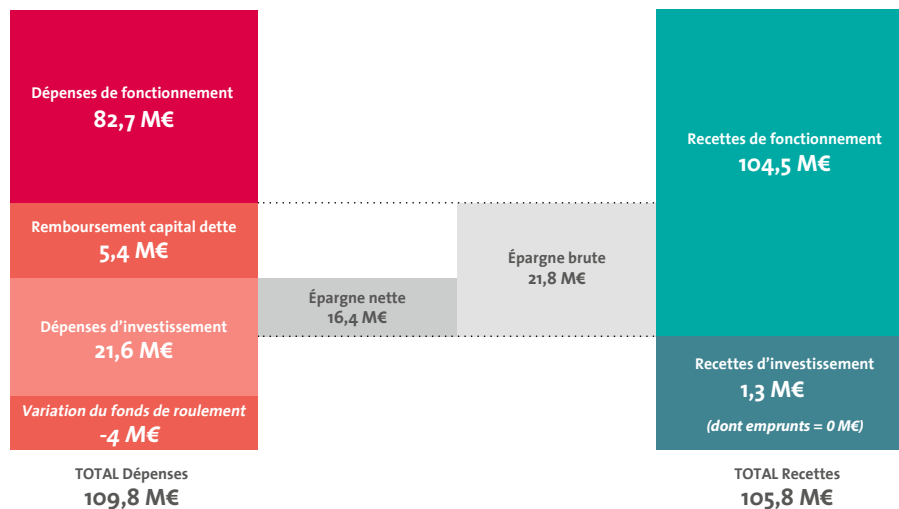 Dépenses de fonctionnement
82,7 M€
Remboursement capital dette
5,4 M€
Dépenses d'investissement
21,6 M€
Variation du fonds de roulement
-4 M€
TOTAL Dépenses
109,8 M€
Épargne nette
16,4 M€
Épargne brute
21,8 M€
Recettes de fonctionnement
104,5 M€
Recettes d'investissement
1,3 M€
(dont emprunts = 0 M€)
TOTAL Recettes
105,8 M€